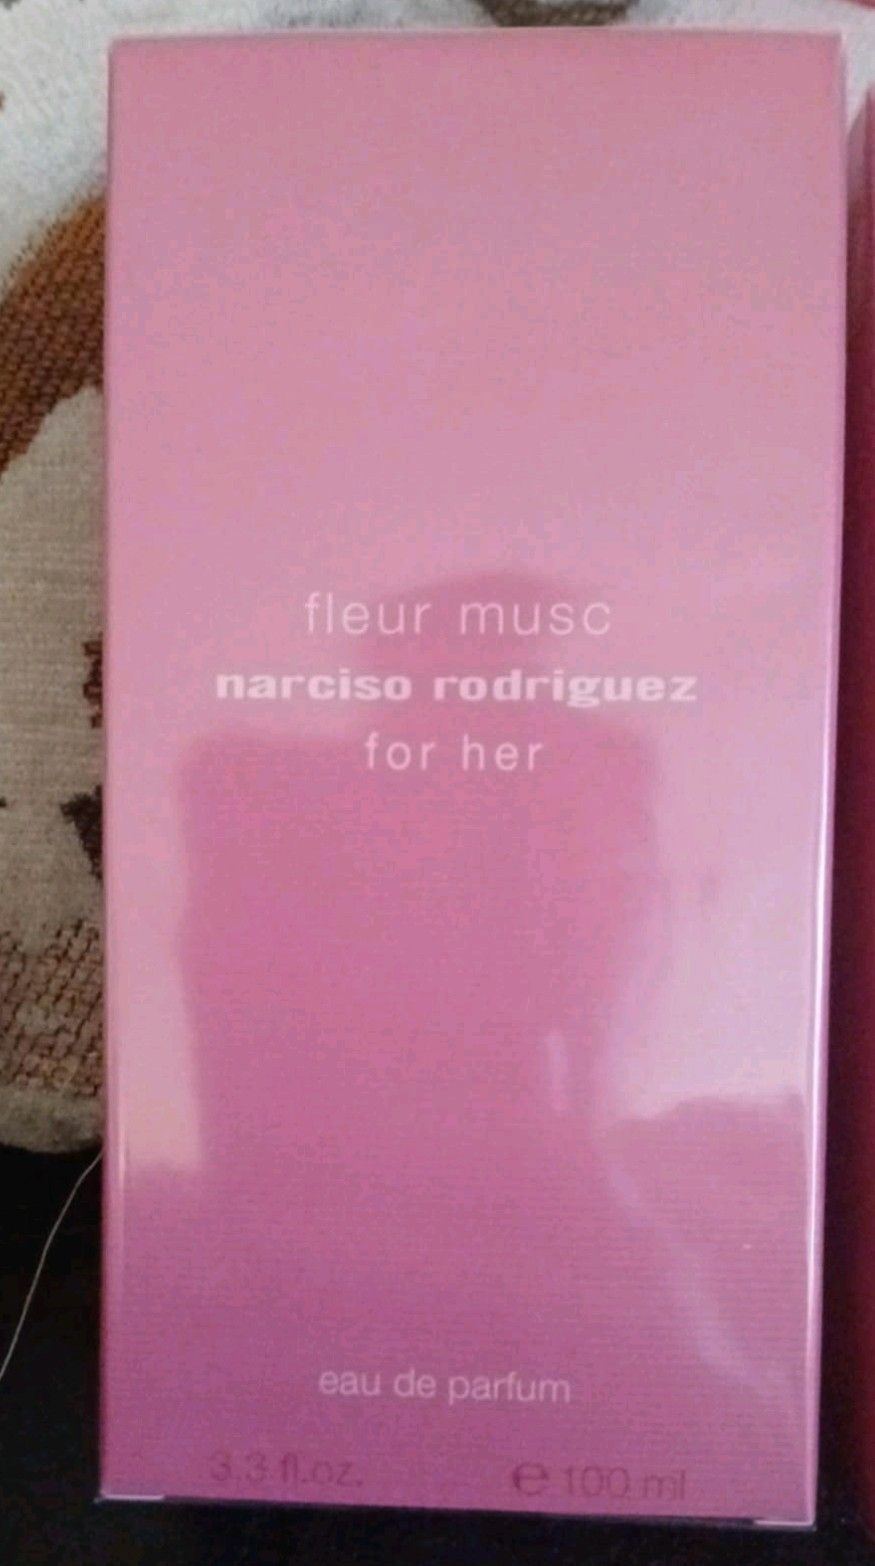 fleur musc
narciso rodriguez
for her
eau de parfum
3.3 fl.oz. e 100 ml